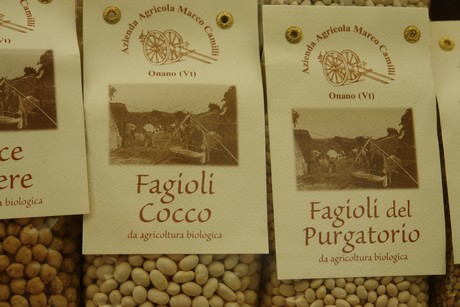 ce
ere
a biologica
Azienda Agricola Marco Camilli
Onano (Vt)
Fagioli
Cocco
da agricoltura biologica
Azienda Agricola Marco Camilli
Onano (Vt)
Fagioli del
Purgatorio
da agricoltura biologica